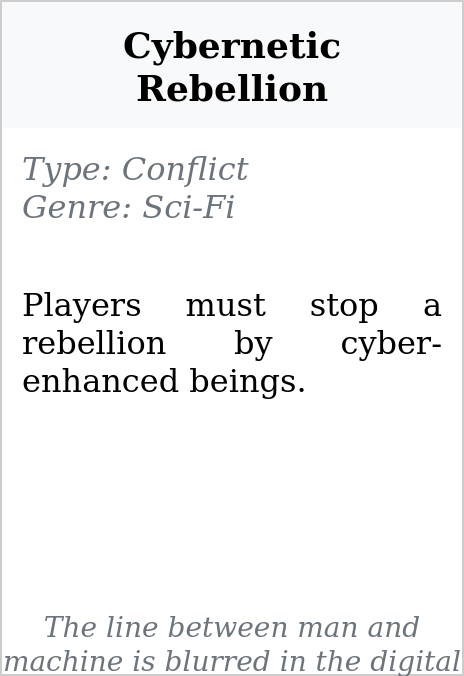 Cybernetic
Rebellion
Type: Conflict
Genre: Sci-Fi
Players must stop a
rebellion by cyber-
enhanced beings.
The line between man and
machine is blurred in the digital